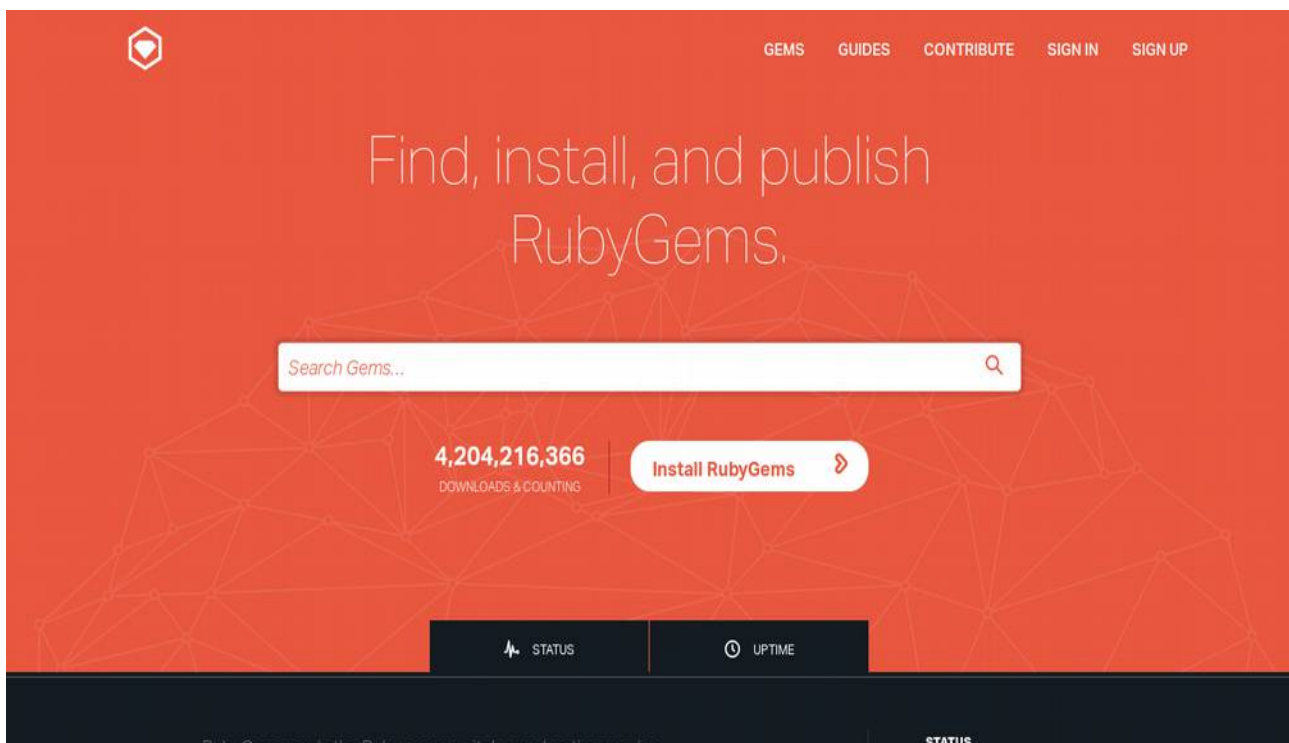 GEMS GUIDES CONTRIBUTE SIGN IN SIGN UP
Find, install, and publish
RubyGems.
Search Gems...
4,204,216,366
DOWNLOADS & COUNTING
Install RubyGems
STATUS
UPTIME
STATUS